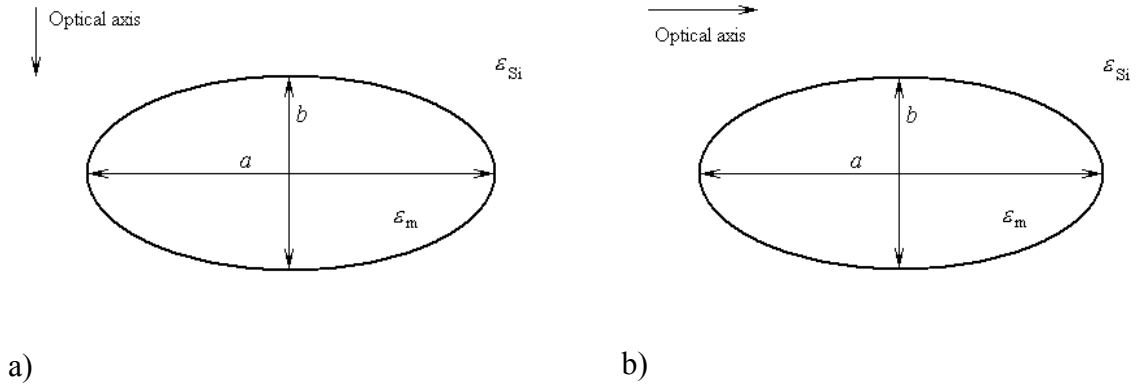 Optical axis
ε_Si
b
a
ε_m
a)
Optical axis
ε_Si
b
a
ε_m
b)